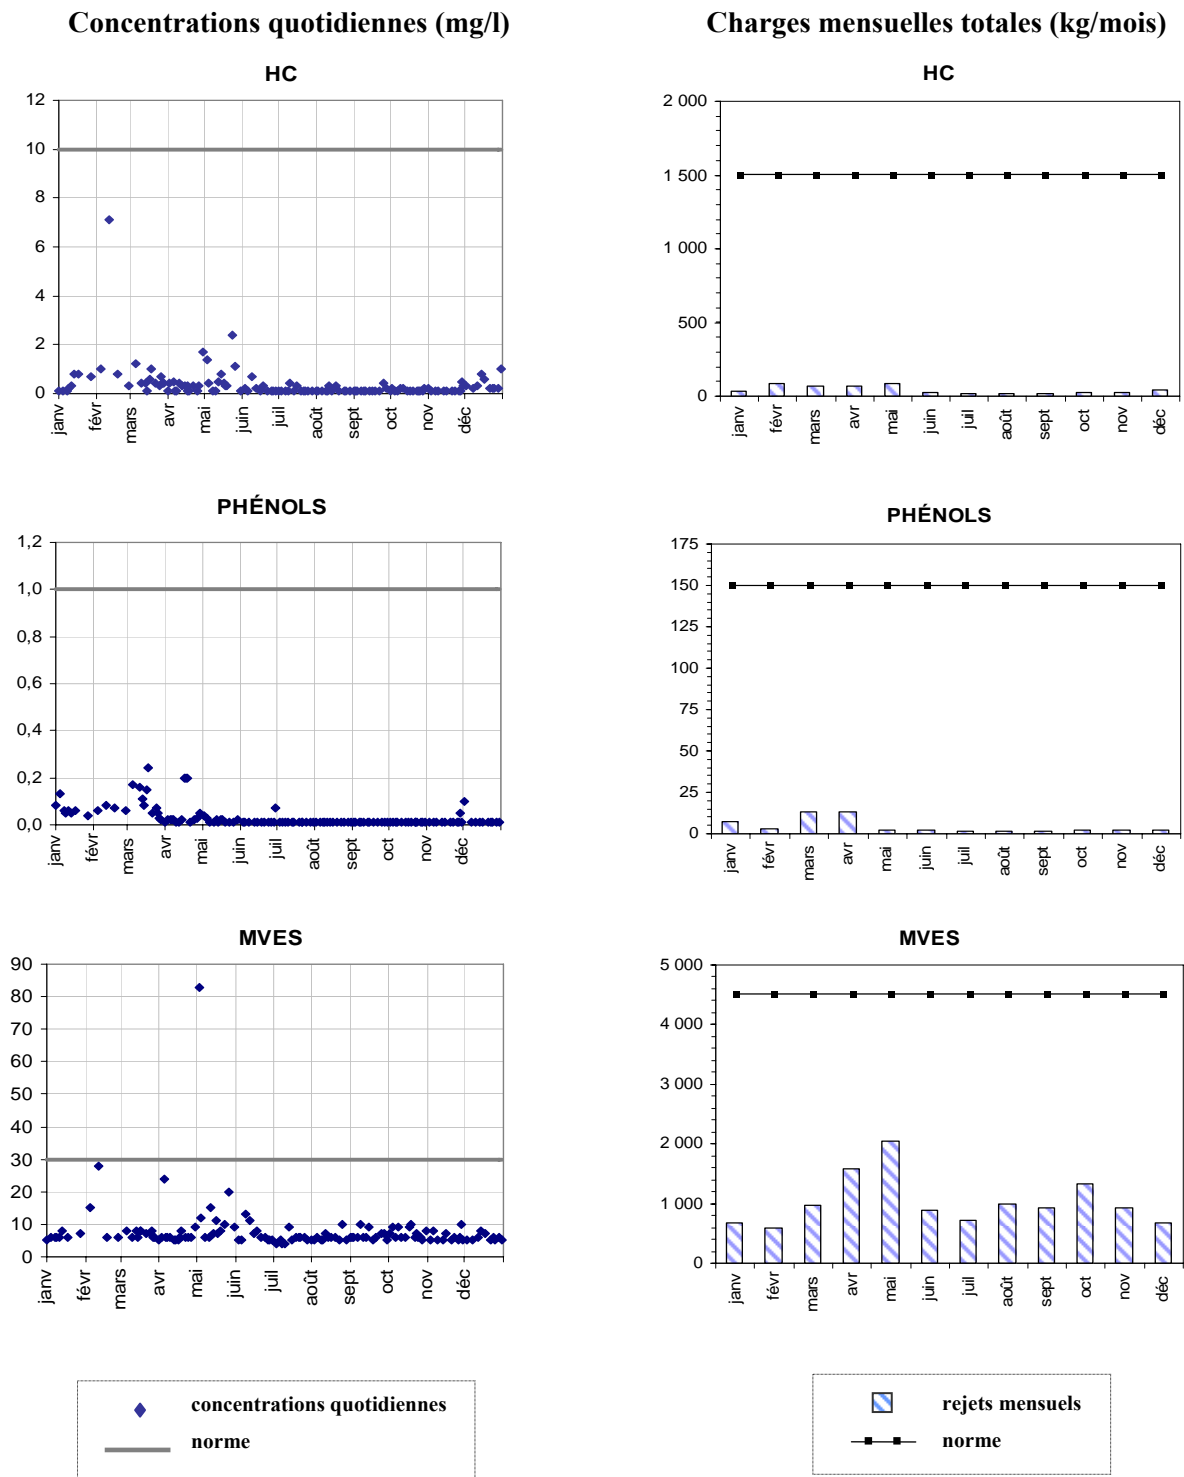 Concentrations quotidiennes (mg/l)
HC
12
10
8
6
4
2
0
janv
févr
mars
avr
mai
juin
juil
août
sept
oct
nov
déc
PHÉNOLS
1,2
1,0
0,8
0,6
0,4
0,2
0,0
janv
févr
mars
avr
mai
juin
juil
août
sept
oct
nov
déc
MVES
90
80
70
60
50
40
30
20
10
0
janv
févr
mars
avr
mai
juin
juil
août
sept
oct
nov
déc
concentrations quotidiennes
norme
Charges mensuelles totales (kg/mois)
HC
2 000
1 500
1 000
500
0
janv
févr
mars
avr
mai
juin
juil
août
sept
oct
nov
déc
PHÉNOLS
175
150
125
100
75
50
25
0
janv
févr
mars
avr
mai
juin
juil
août
sept
oct
nov
déc
MVES
5 000
4 000
3 000
2 000
1 000
0
janv
févr
mars
avr
mai
juin
juil
août
sept
oct
nov
déc
rejets mensuels
norme